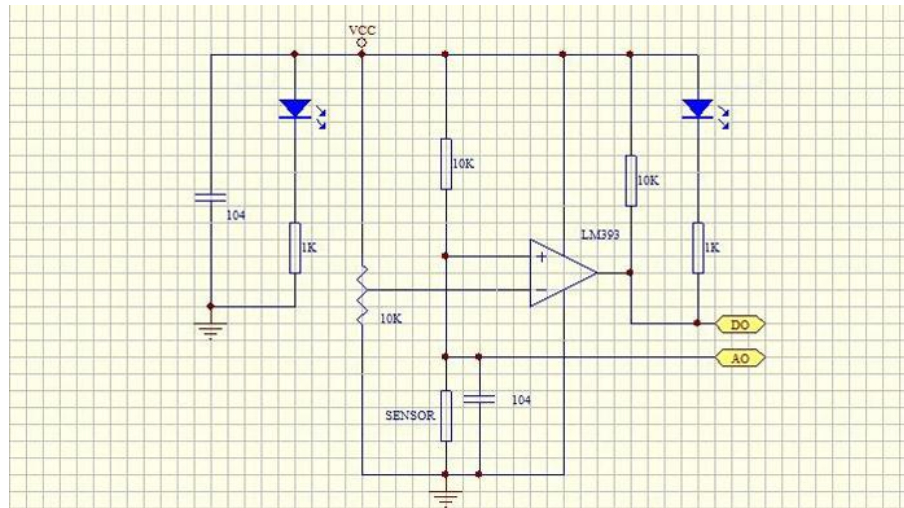 VCC
10K
10K
104
LM393
1K
1K
+
−
10K
DO
AO
SENSOR
104